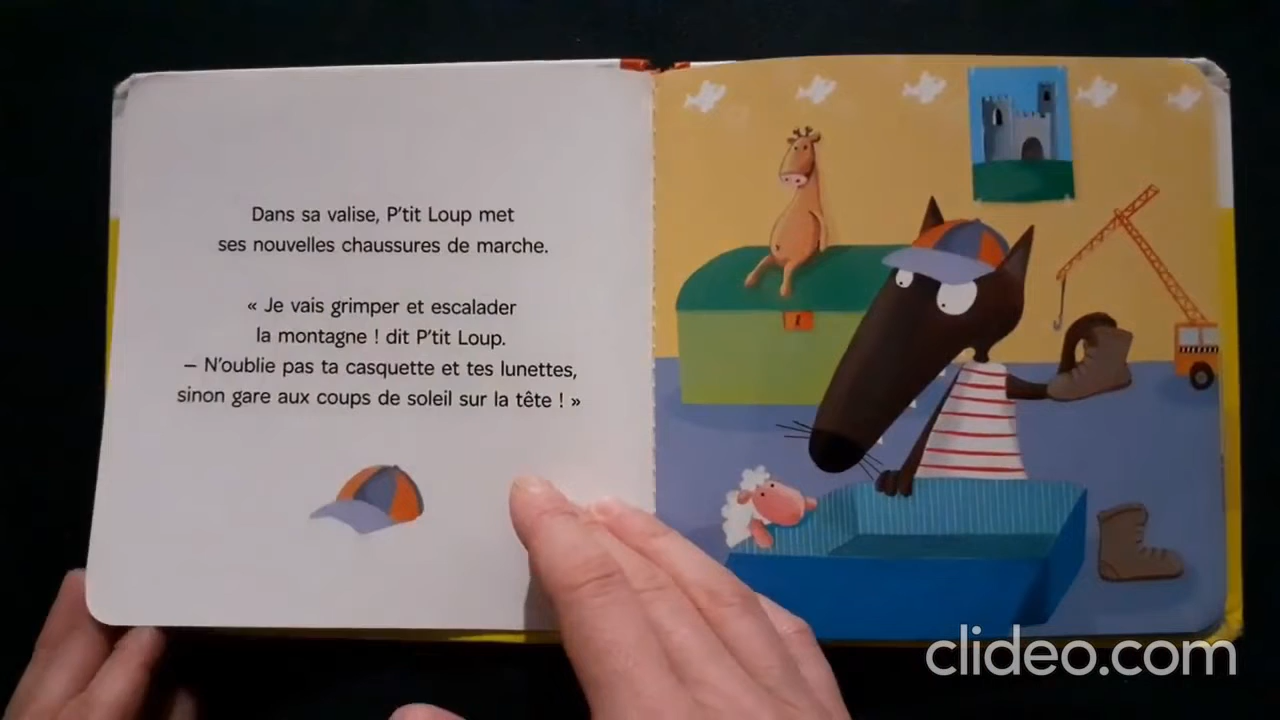 Dans sa valise, P'tit Loup met
ses nouvelles chaussures de marche.
« Je vais grimper et escalader
la montagne ! dit P'tit Loup.
– N'oublie pas ta casquette et tes lunettes,
sinon gare aux coups de soleil sur la tête ! »
clideo.com